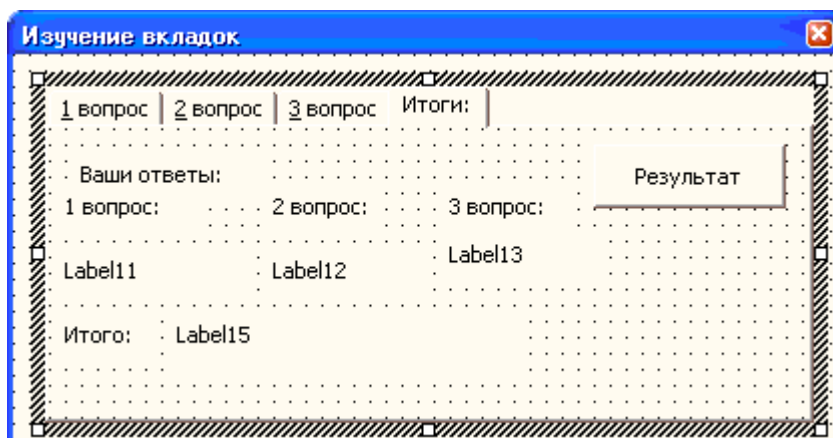 Изучение вкладок
1 вопрос 2 вопрос 3 вопрос Итоги:
Ваши ответы:
Результат
1 вопрос: 2 вопрос: 3 вопрос:
Label11 Label12 Label13
Итого: Label15